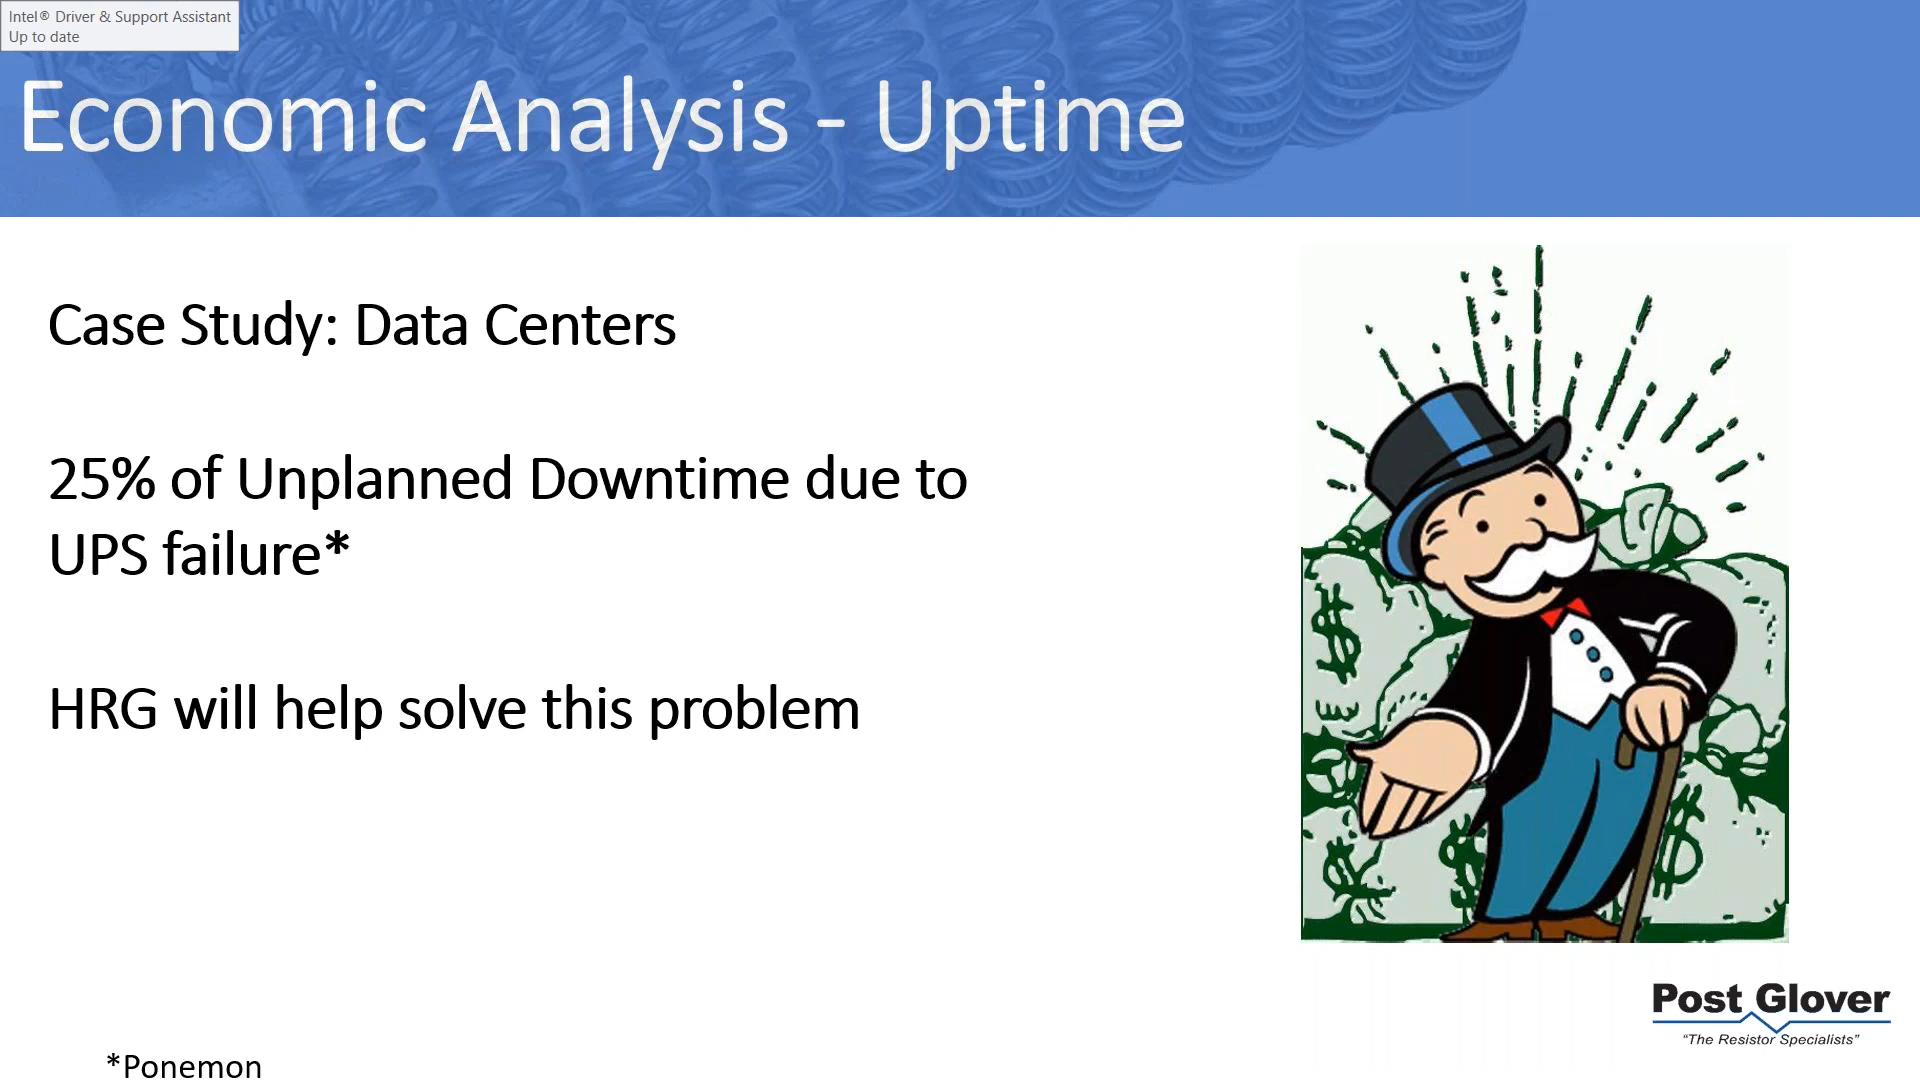 Intel® Driver & Support Assistant
Up to date
Economic Analysis - Uptime
Case Study: Data Centers
25% of Unplanned Downtime due to
UPS failure*
HRG will help solve this problem
$
$
$
$
Post Glover
“The Resistor Specialists”
*Ponemon